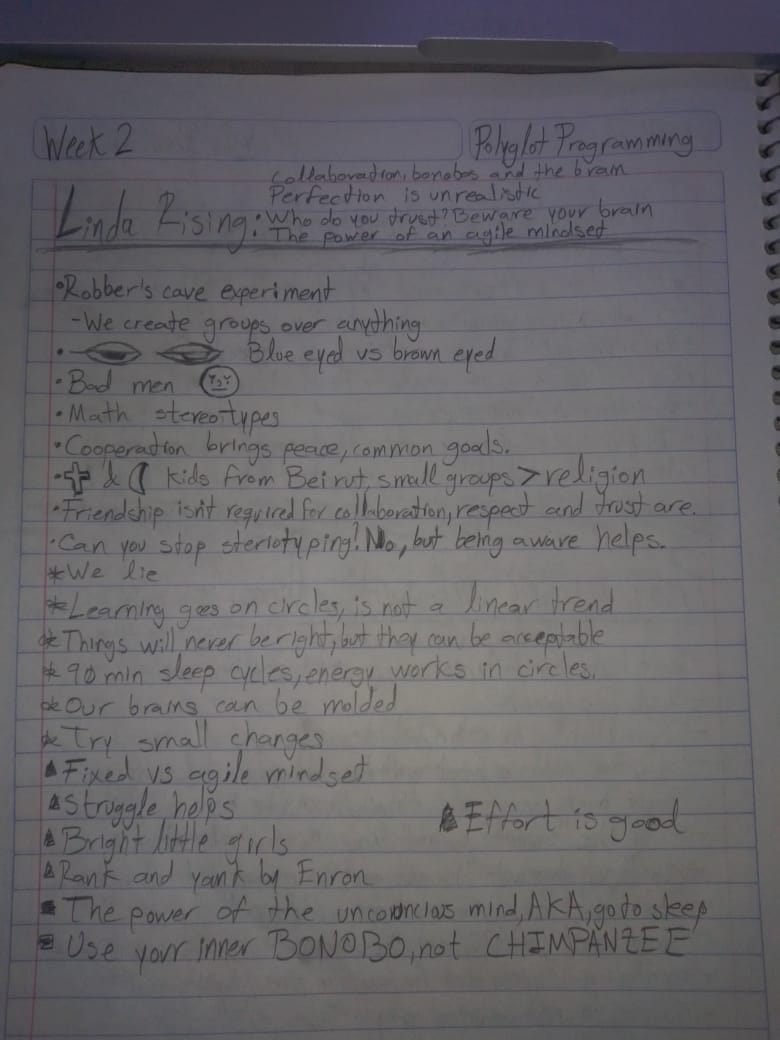 Week 2
Polyglot Programming
Collaboration, bonobos and the brain
Perfection is unrealistic
Linda Rising: Who do you trust? Beware your brain
The power of an agile mindset
•Robber's cave experiment
-We create groups over anything
• Blue eyed vs brown eyed
•Bad men
•Math stereotypes
•Cooperation brings peace, common goals.
• & kids from Beirut, small groups > religion
•Friendship isn't required for collaboration, respect and trust are.
•Can you stop steriotyping? No, but being aware helps.
*We lie
*Learning goes on circles, is not a linear trend
*Things will never be right, but they can be acceptable
*90 min sleep cycles, energy works in circles.
*Our brains can be molded
*Try small changes
▲Fixed vs agile mindset
▲Struggle helps
▲Effort is good
▲Bright little girls
▲Rank and yank by Enron
■ The power of the mind, AKA, go to sleep
■ Use your inner BONOBO, not CHIMPANZEE